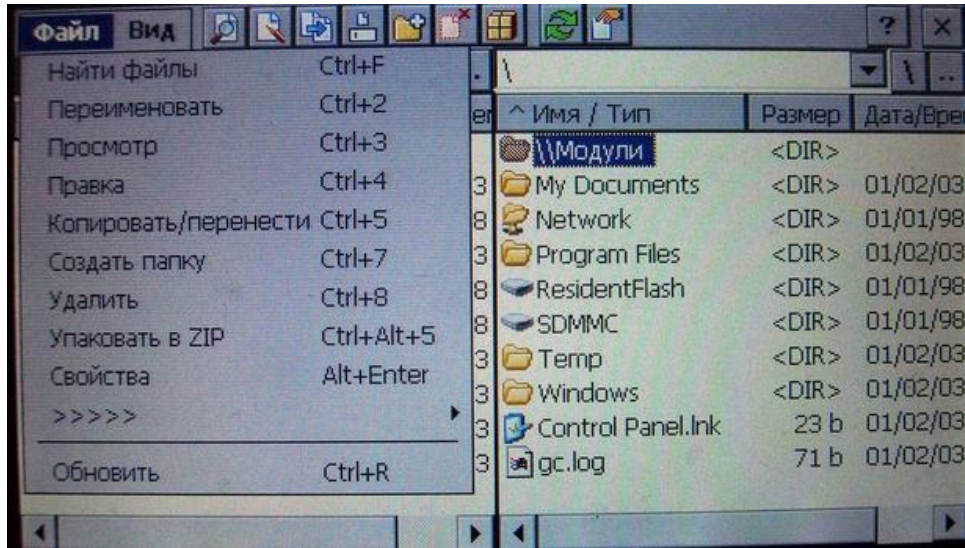 Файл Вид ?
Найти файлы Ctrl+F
Переименовать Ctrl+2
Просмотр Ctrl+3
Правка Ctrl+4
Копировать/перенести Ctrl+5
Создать папку Ctrl+7
Удалить Ctrl+8
Упаковать в ZIP Ctrl+Alt+5
Свойства Alt+Enter
>>>>>
Обновить Ctrl+R
\ \ ..
^ Имя / Тип Размер Дата/Врем
\\Модули <DIR>
My Documents <DIR> 01/02/03
Network <DIR> 01/01/98
Program Files <DIR> 01/02/03
ResidentFlash <DIR> 01/01/98
SDMMC <DIR> 01/01/98
Temp <DIR> 01/02/03
Windows <DIR> 01/02/03
Control Panel.lnk 23 b 01/02/03
gc.log 71 b 01/02/03